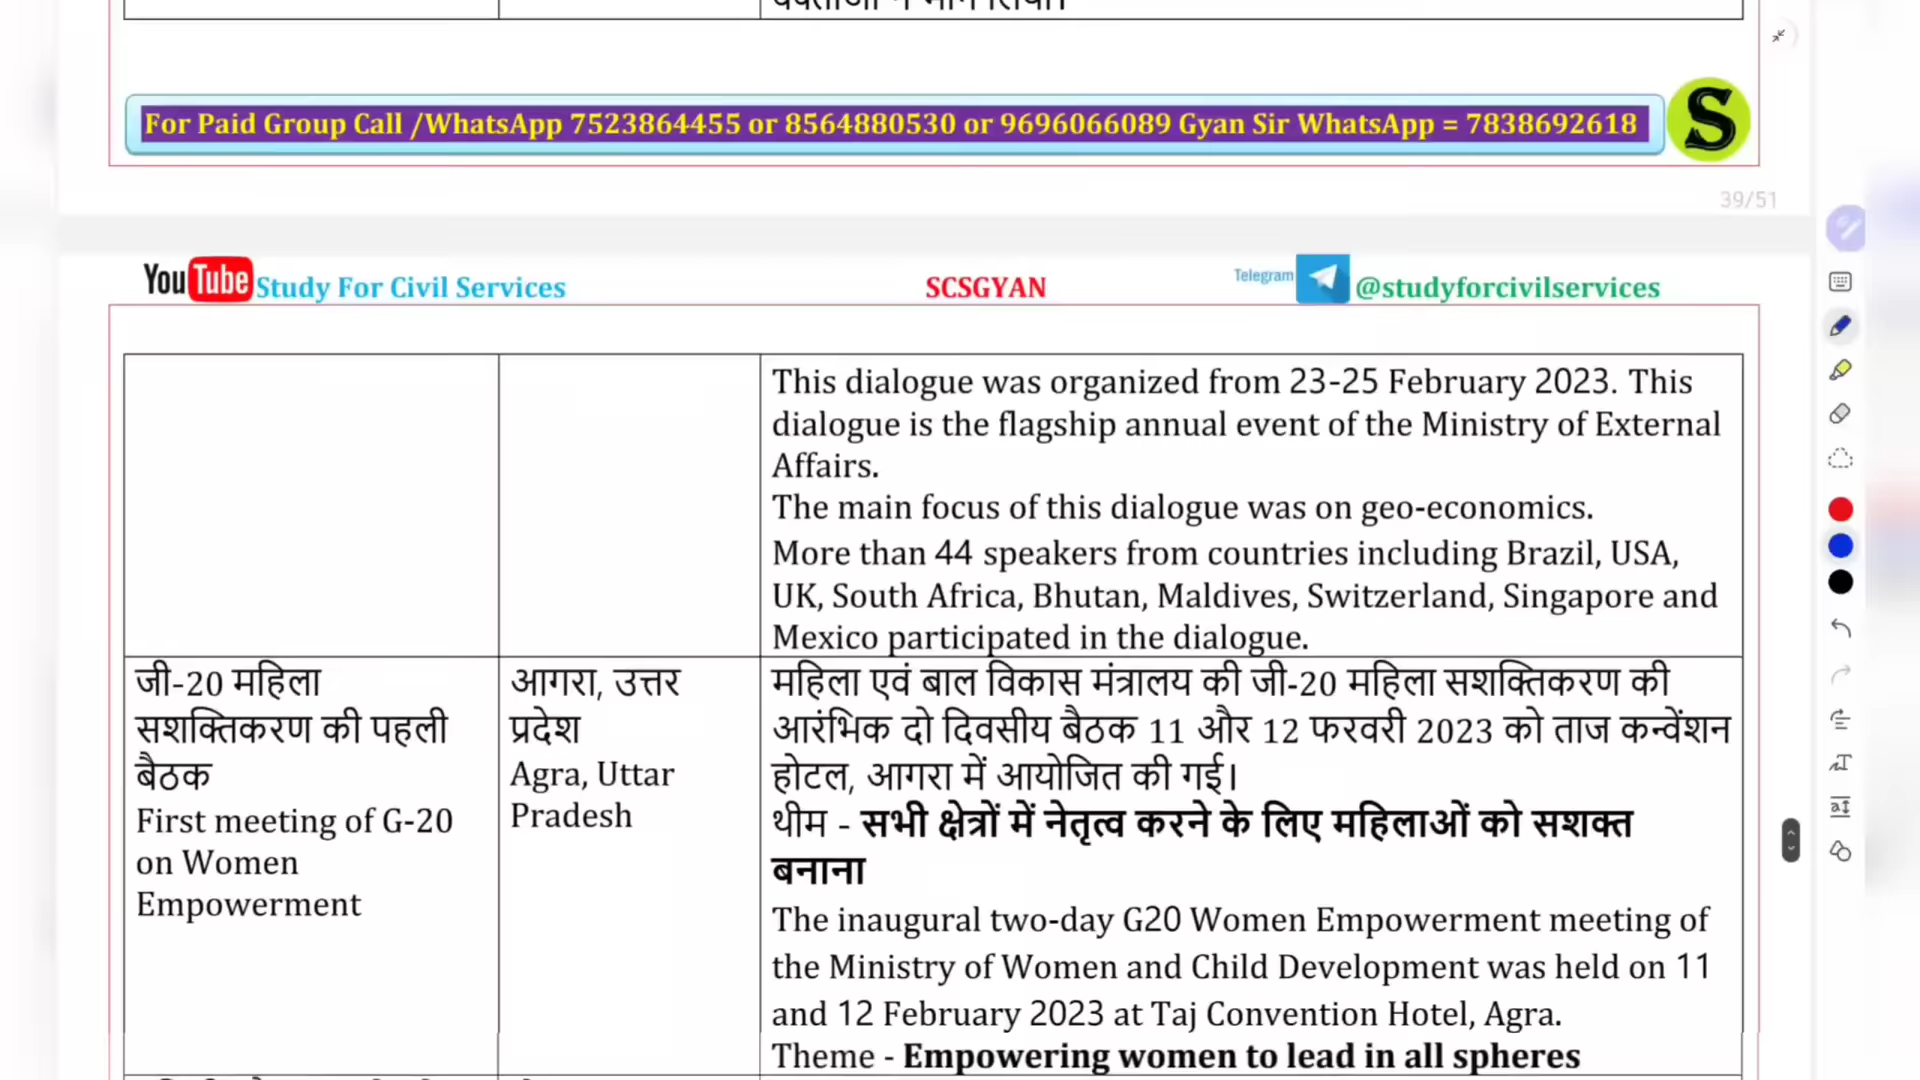 For Paid Group Call /WhatsApp 7523864455 or 8564880530 or 9696066089 Gyan Sir WhatsApp = 7838692618
S
39/51
YouTube Study For Civil Services
SCSGYAN
Telegram @studyforcivilservices
This dialogue was organized from 23-25 February 2023. This
dialogue is the flagship annual event of the Ministry of External
Affairs.
The main focus of this dialogue was on geo-economics.
More than 44 speakers from countries including Brazil, USA,
UK, South Africa, Bhutan, Maldives, Switzerland, Singapore and
Mexico participated in the dialogue.
जी-20 महिला
सशक्तिकरण की पहली
बैठक
First meeting of G-20
on Women
Empowerment
आगरा, उत्तर
प्रदेश
Agra, Uttar
Pradesh
महिला एवं बाल विकास मंत्रालय की जी-20 महिला सशक्तिकरण की
आरंभिक दो दिवसीय बैठक 11 और 12 फरवरी 2023 को ताज कन्वेंशन
होटल, आगरा में आयोजित की गई।
थीम - सभी क्षेत्रों में नेतृत्व करने के लिए महिलाओं को सशक्त
बनाना
The inaugural two-day G20 Women Empowerment meeting of
the Ministry of Women and Child Development was held on 11
and 12 February 2023 at Taj Convention Hotel, Agra.
Theme - Empowering women to lead in all spheres